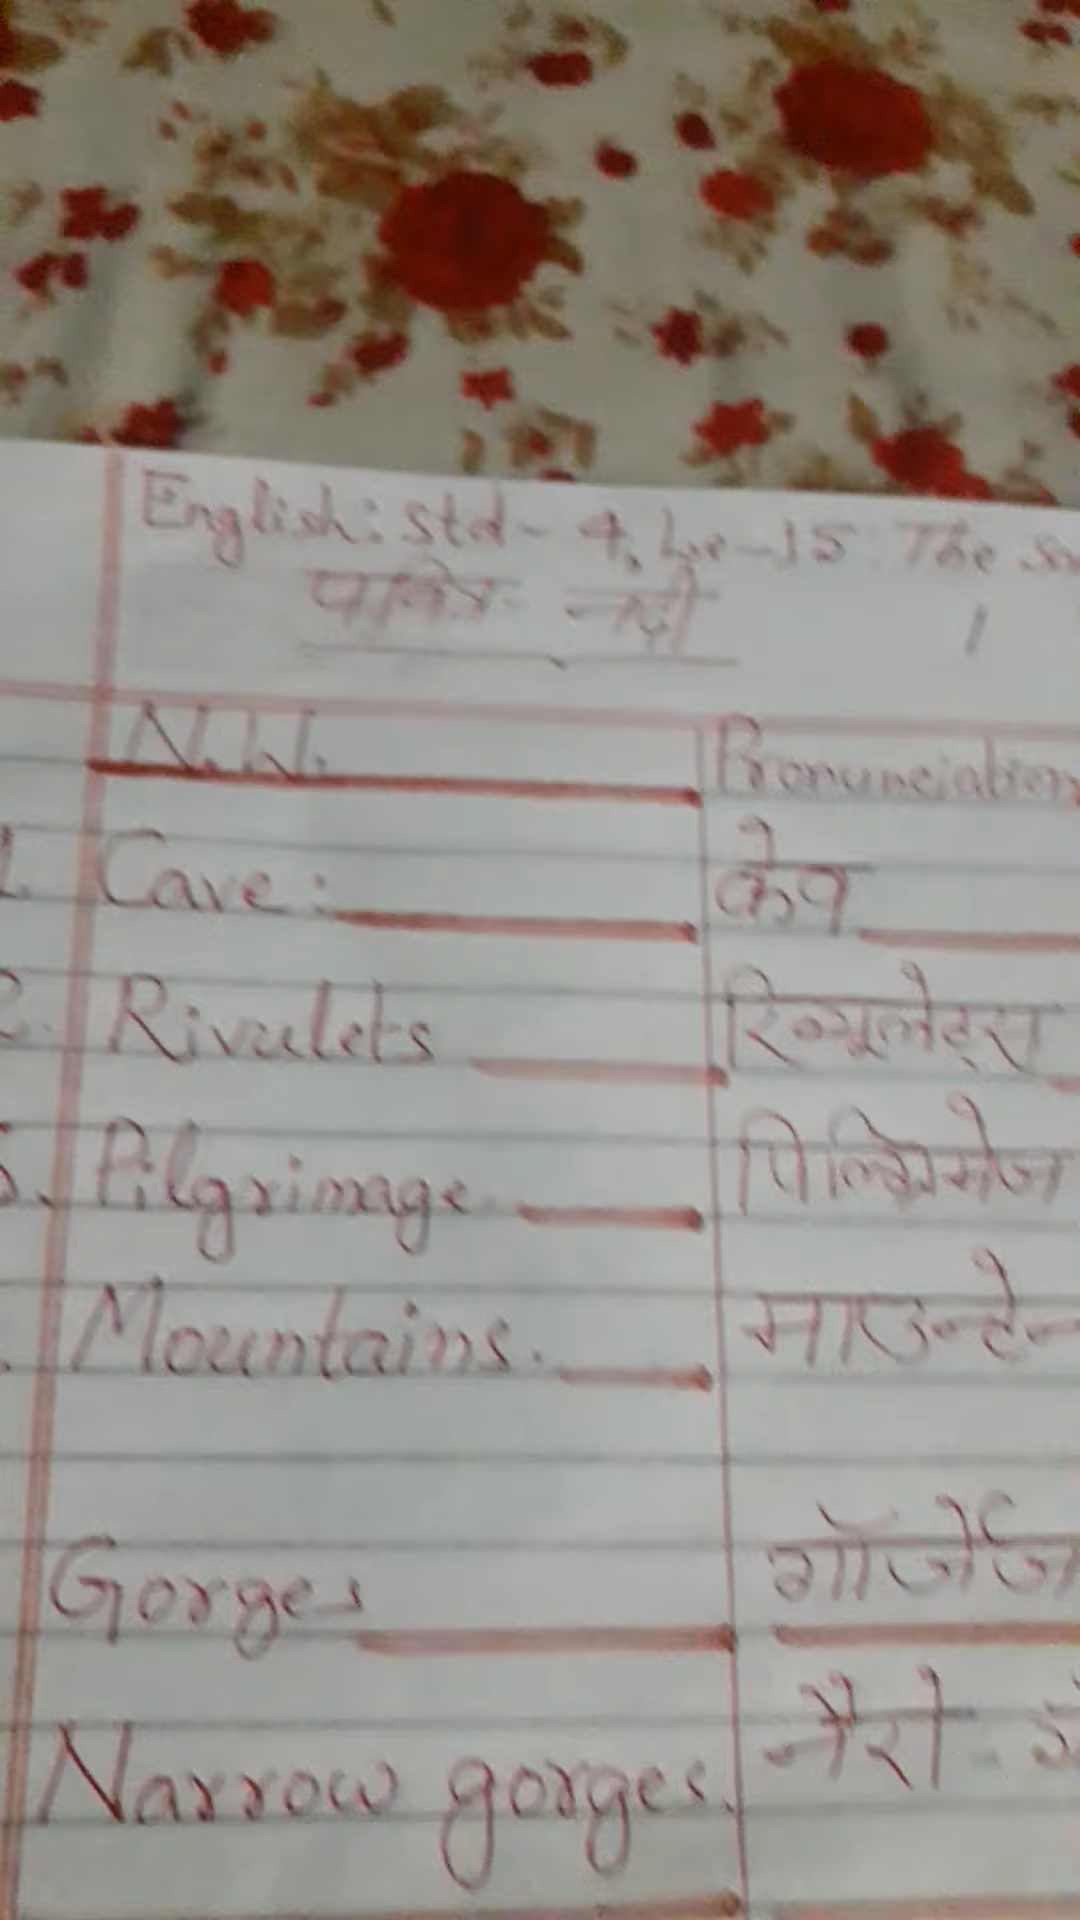 English: Std - 4, Le - 15 : The
पवित्र नदी
N.W. Pronunciation
1. Cave : केव
2. Rivulets रिव्युलेट्स
3. Pilgrimage पिल्ग्रिमेज
Mountains. माउन्टेन
Gorges गॉर्जेज
Narrow gorges. नैरो